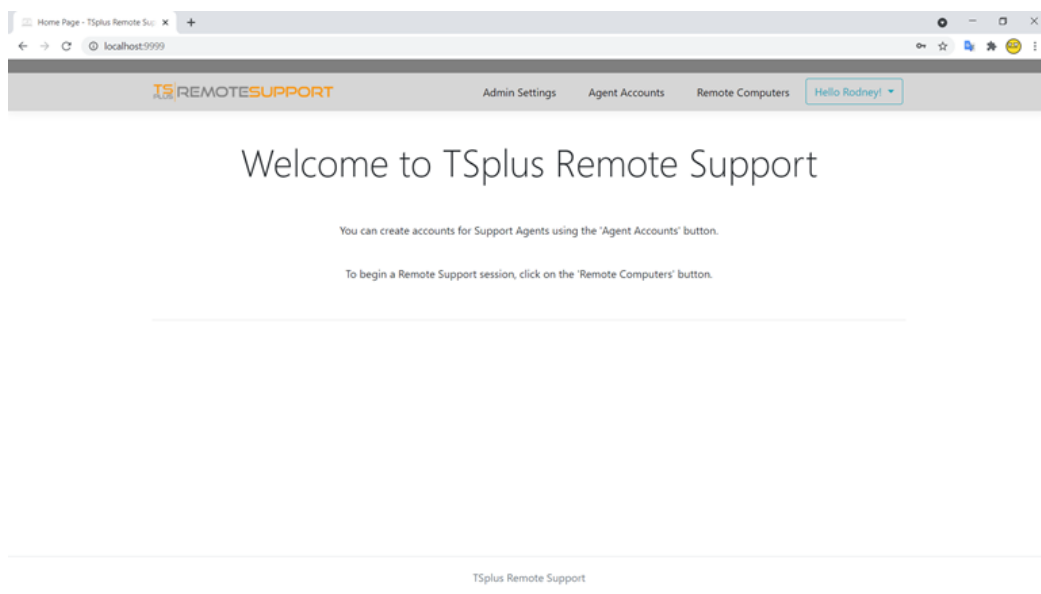 Home Page - TSplus Remote Sup
localhost:9999
TS PLUS REMOTESUPPORT
Admin Settings
Agent Accounts
Remote Computers
Hello Rodney!
Welcome to TSplus Remote Support
You can create accounts for Support Agents using the 'Agent Accounts' button.
To begin a Remote Support session, click on the 'Remote Computers' button.
TSplus Remote Support